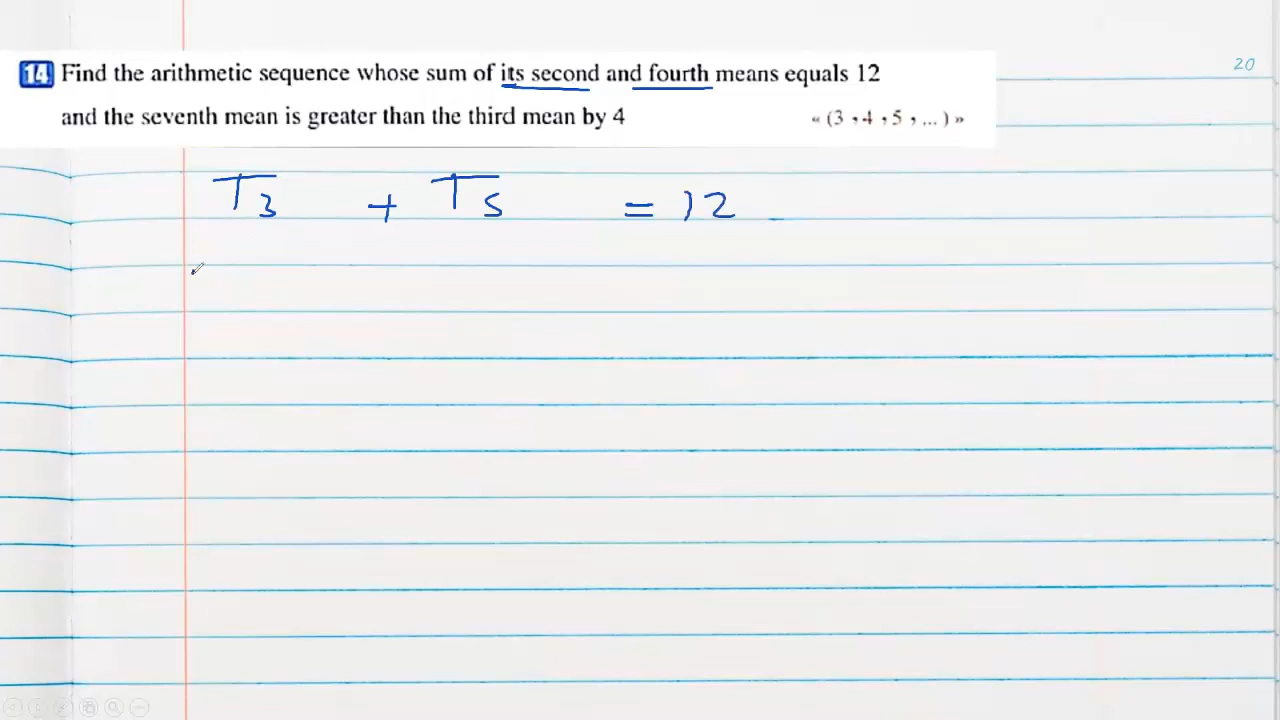 20
14 Find the arithmetic sequence whose sum of its second and fourth means equals 12
and the seventh mean is greater than the third mean by 4 « (3 , 4 , 5 , ... ) »
T3 + T5 = 12